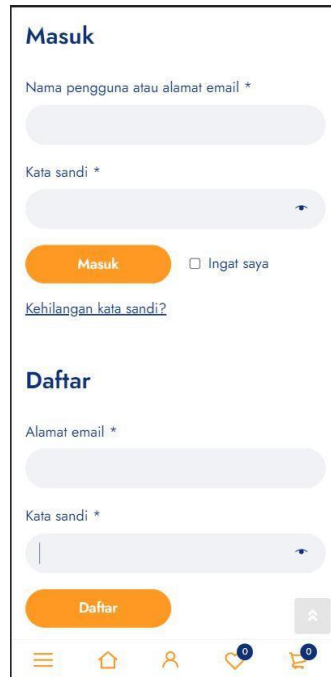 Masuk
Nama pengguna atau alamat email *
Kata sandi *
Masuk
Ingat saya
Kehilangan kata sandi?
Daftar
Alamat email *
Kata sandi *
Daftar
0
0